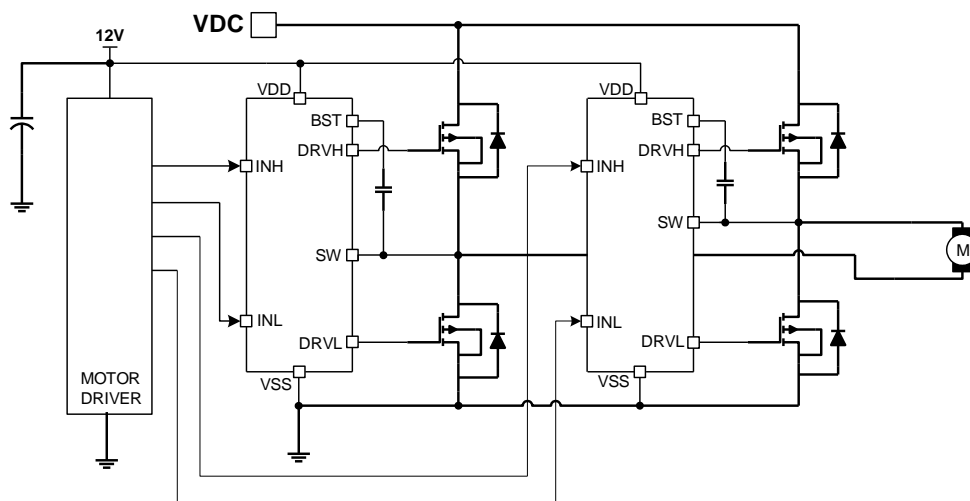 VDC
12V
VDD
VDD
BST
BST
DRVH
DRVH
INH
INH
SW
SW
M
INL
INL
DRVL
DRVL
MOTOR
DRIVER
VSS
VSS